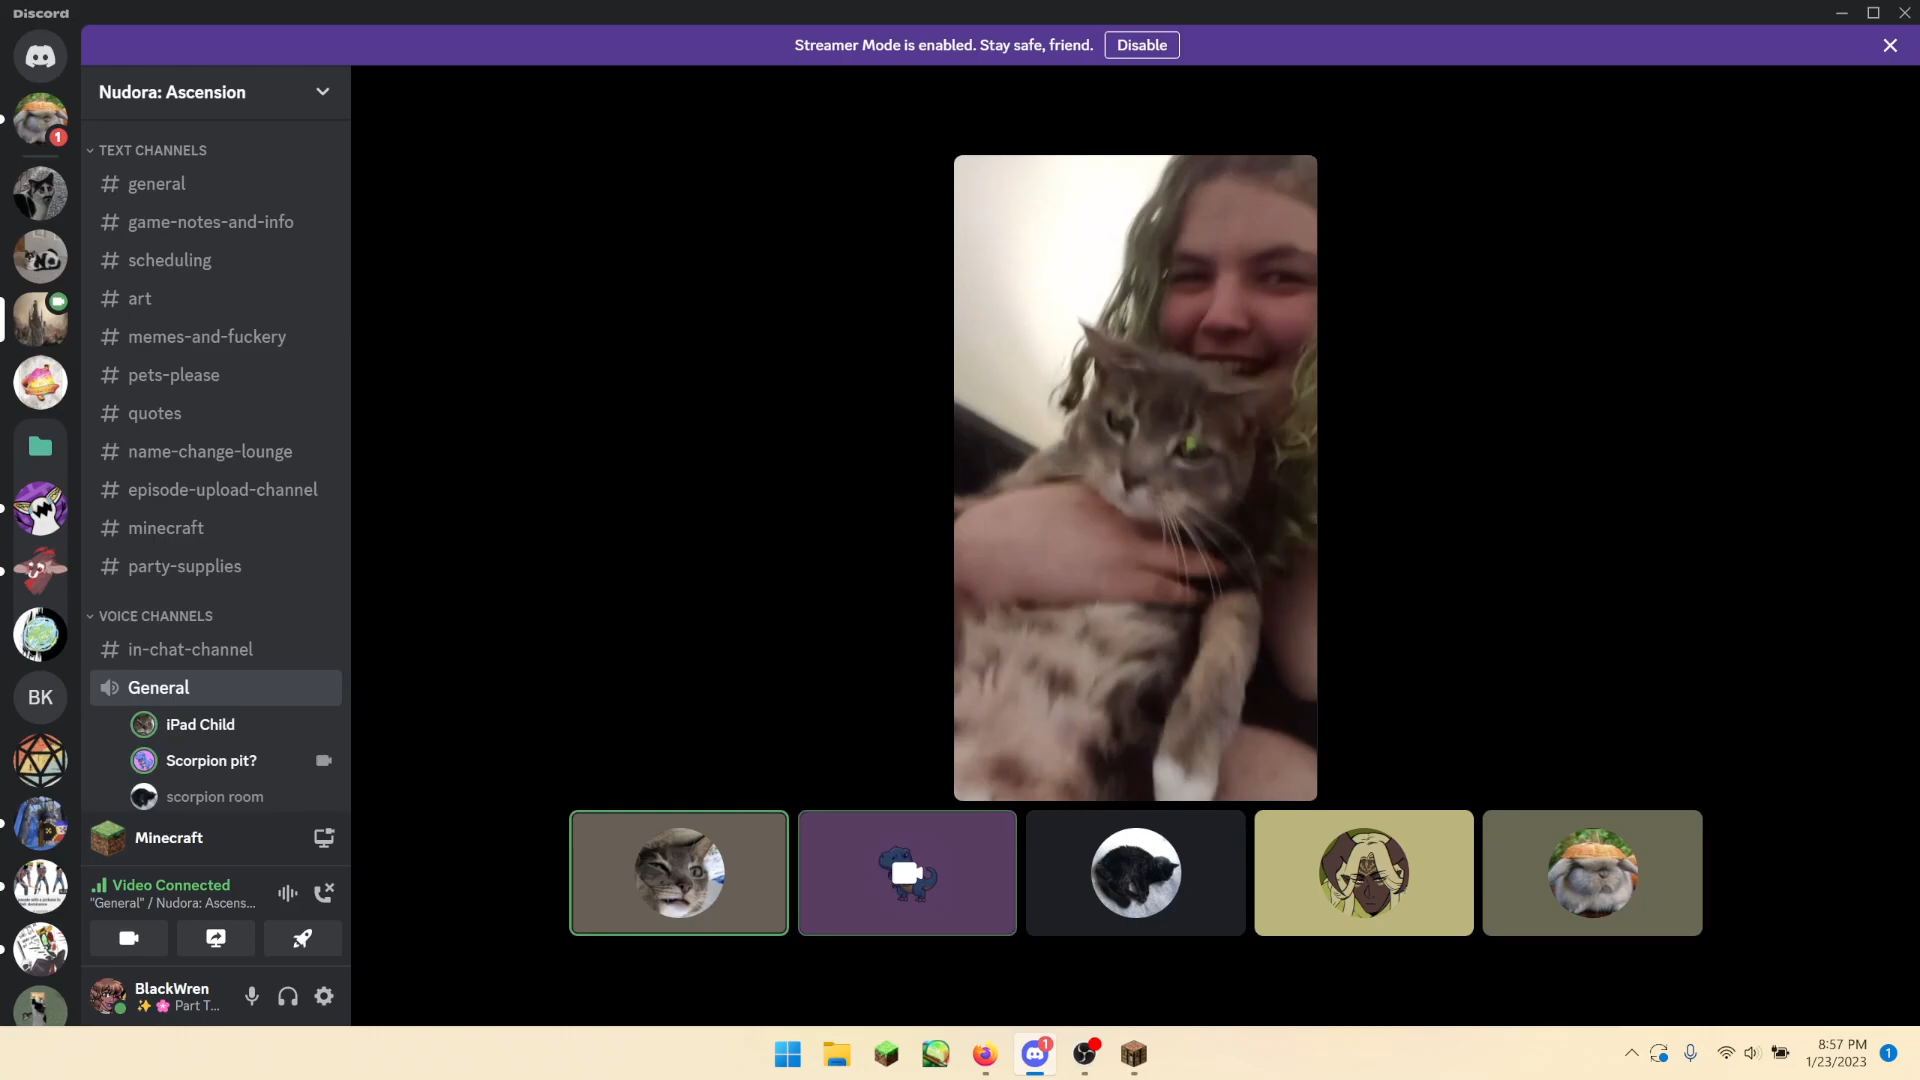 Discord
Streamer Mode is enabled. Stay safe, friend.
Disable
Nudora: Ascension
1
TEXT CHANNELS
# general
# game-notes-and-info
# scheduling
# art
# memes-and-fuckery
# pets-please
# quotes
# name-change-lounge
# episode-upload-channel
# minecraft
# party-supplies
VOICE CHANNELS
# in-chat-channel
General
BK
iPad Child
Scorpion pit?
scorpion room
Minecraft
Video Connected
"General" / Nudora: Ascens...
BlackWren
✨ 🌸 Part T...
1
8:57 PM
1/23/2023
1